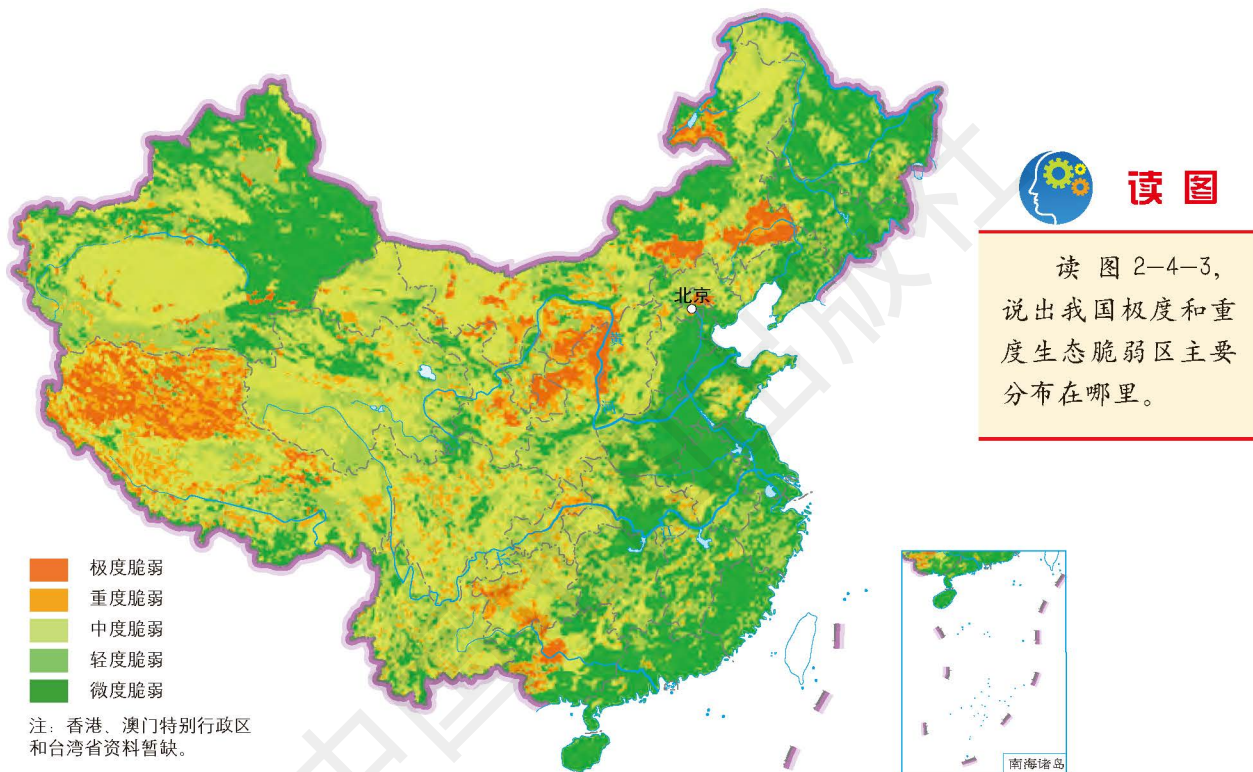 读图
读图2-4-3,
说出我国极度和重
度生态脆弱区主要
分布在哪里。
北京
黄
河
极度脆弱
重度脆弱
中度脆弱
轻度脆弱
微度脆弱
注:香港、澳门特别行政区
和台湾省资料暂缺。
南海诸岛